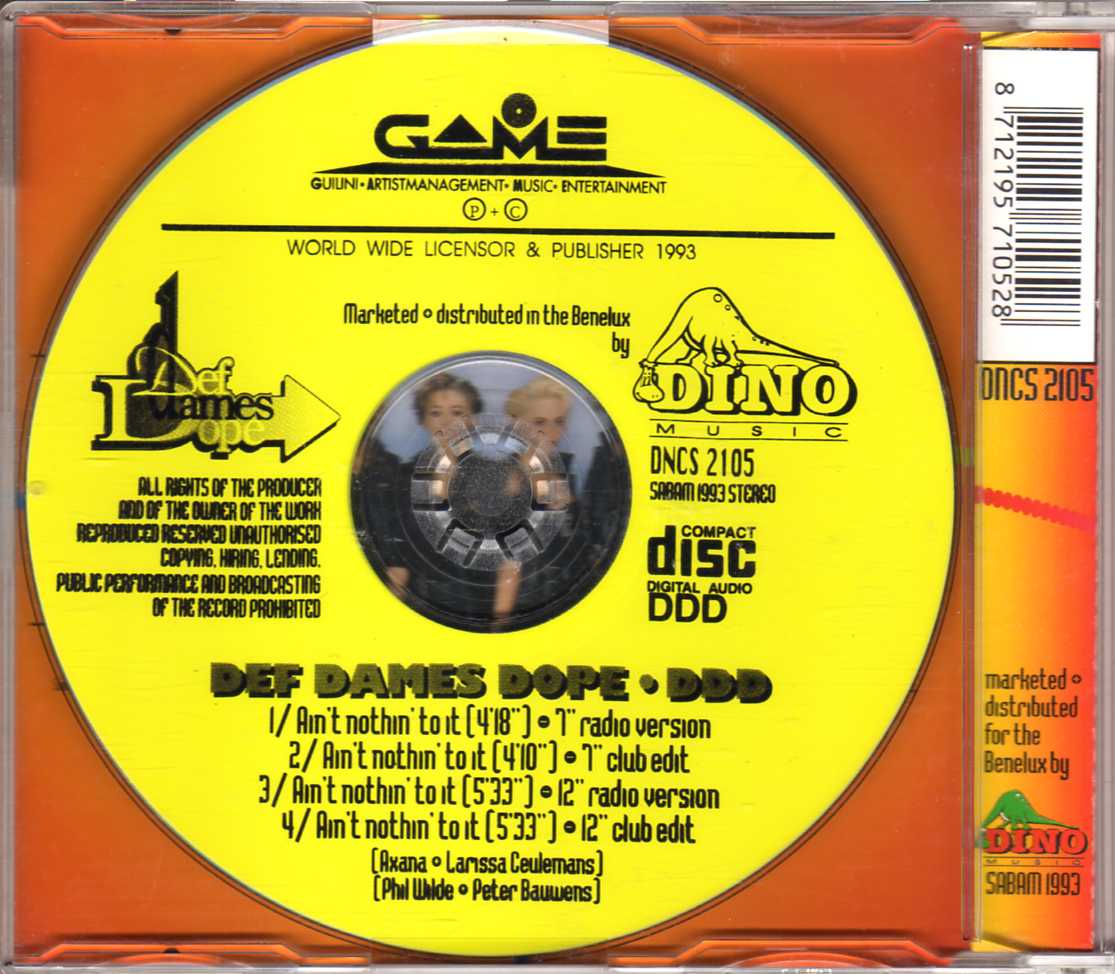 GAME
GUILINI • ARTISTMANAGEMENT • MUSIC • ENTERTAINMENT
Ⓟ + Ⓒ
WORLD WIDE LICENSOR & PUBLISHER 1993
Marketed • distributed in the Benelux
by
DINO
MUSIC
DNCS 2105
SABAM 1993 STEREO
COMPACT
disc
DIGITAL AUDIO
DDD
d
Def
dames
Dope
ALL RIGHTS OF THE PRODUCER
AND OF THE OWNER OF THE WORK
REPRODUCED RESERVED UNAUTHORISED
COPYING, HIRING, LENDING,
PUBLIC PERFORMANCE AND BROADCASTING
OF THE RECORD PROHIBITED
DEF DAMES DOPE • DDD
1/ Ain't nothin' to it (4'18") • 7" radio version
2/ Ain't nothin' to it (4'10") • 7" club edit
3/ Ain't nothin' to it (5'33") • 12" radio version
4/ Ain't nothin' to it (5'33") • 12" club edit
(Axana • Larissa Ceulemans)
(Phil Wilde • Peter Bauwens)
8 712195 710528
DNCS 2105
marketed •
distributed
for the
Benelux by
DINO
MUSIC
SABAM 1993